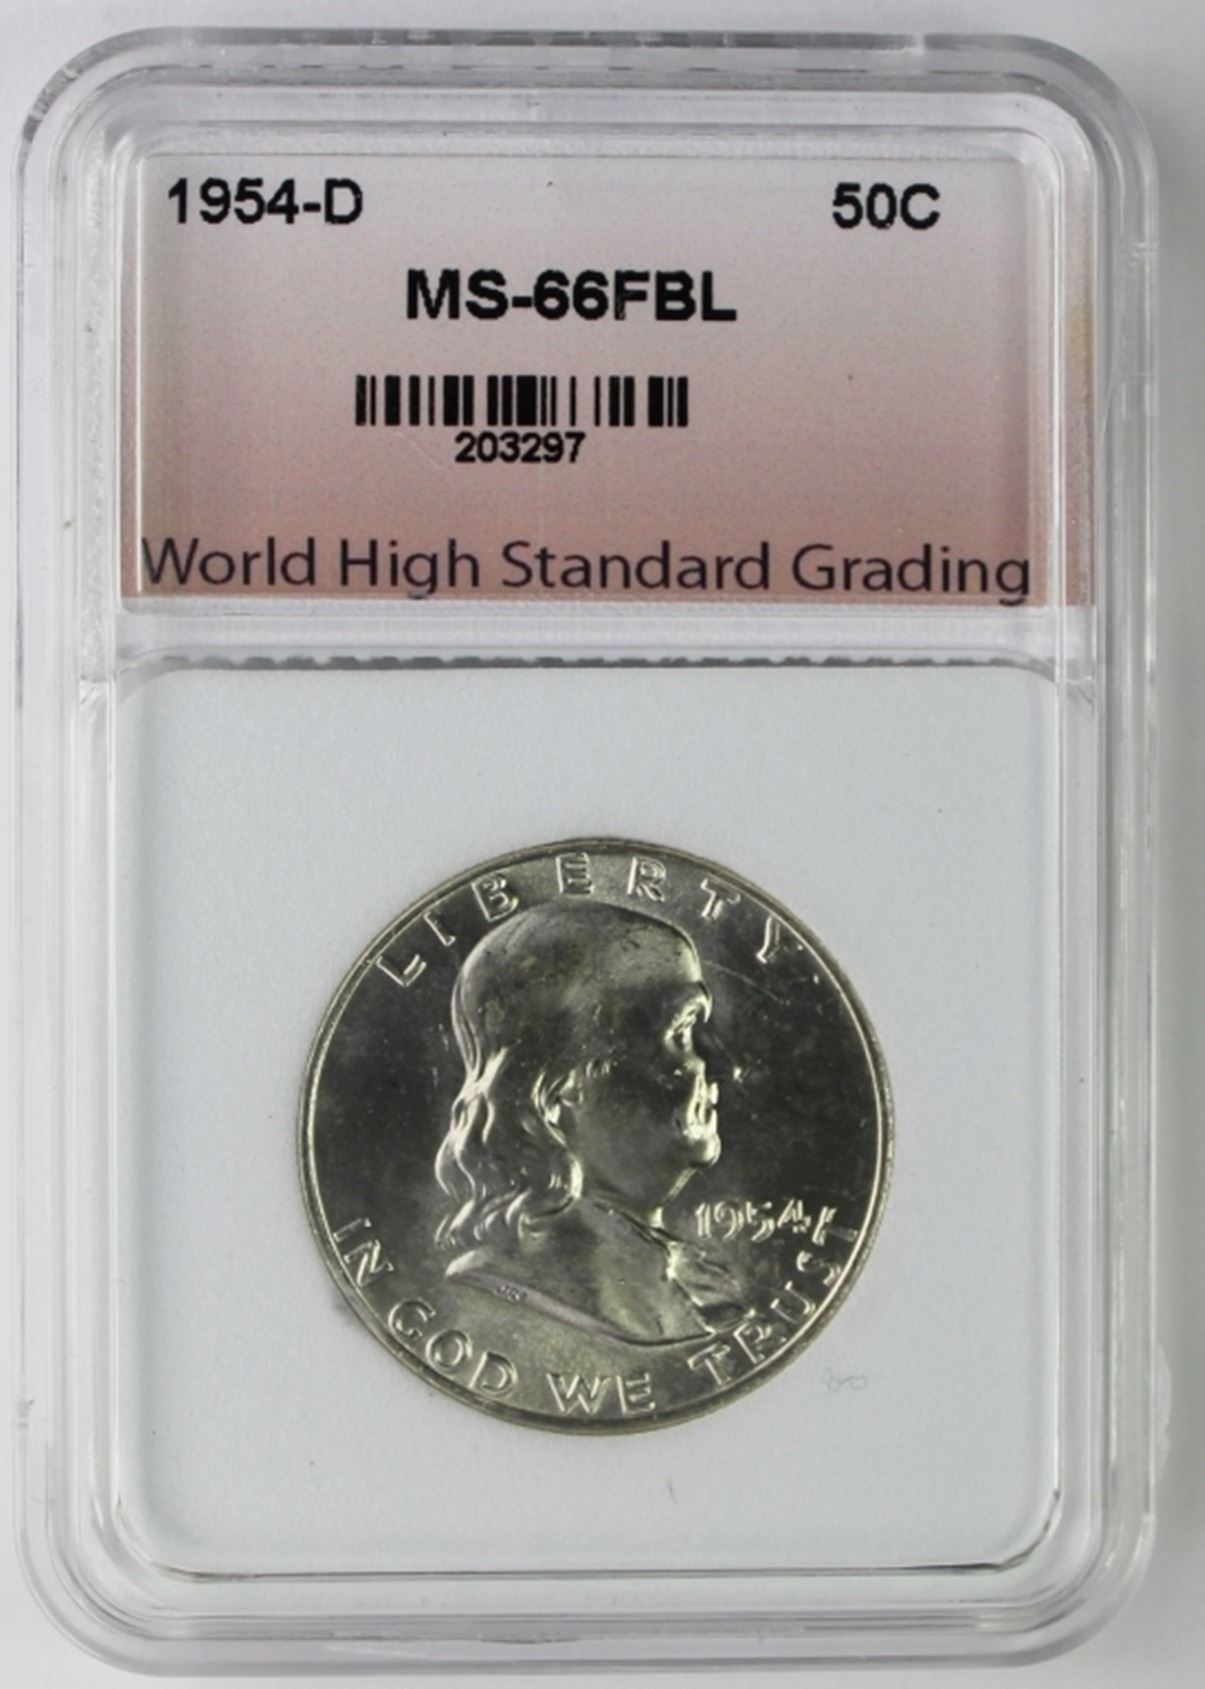 1954-D 50C
MS-66FBL
203297
World High Standard Grading
LIBERTY
1954
IN GOD WE TRUST